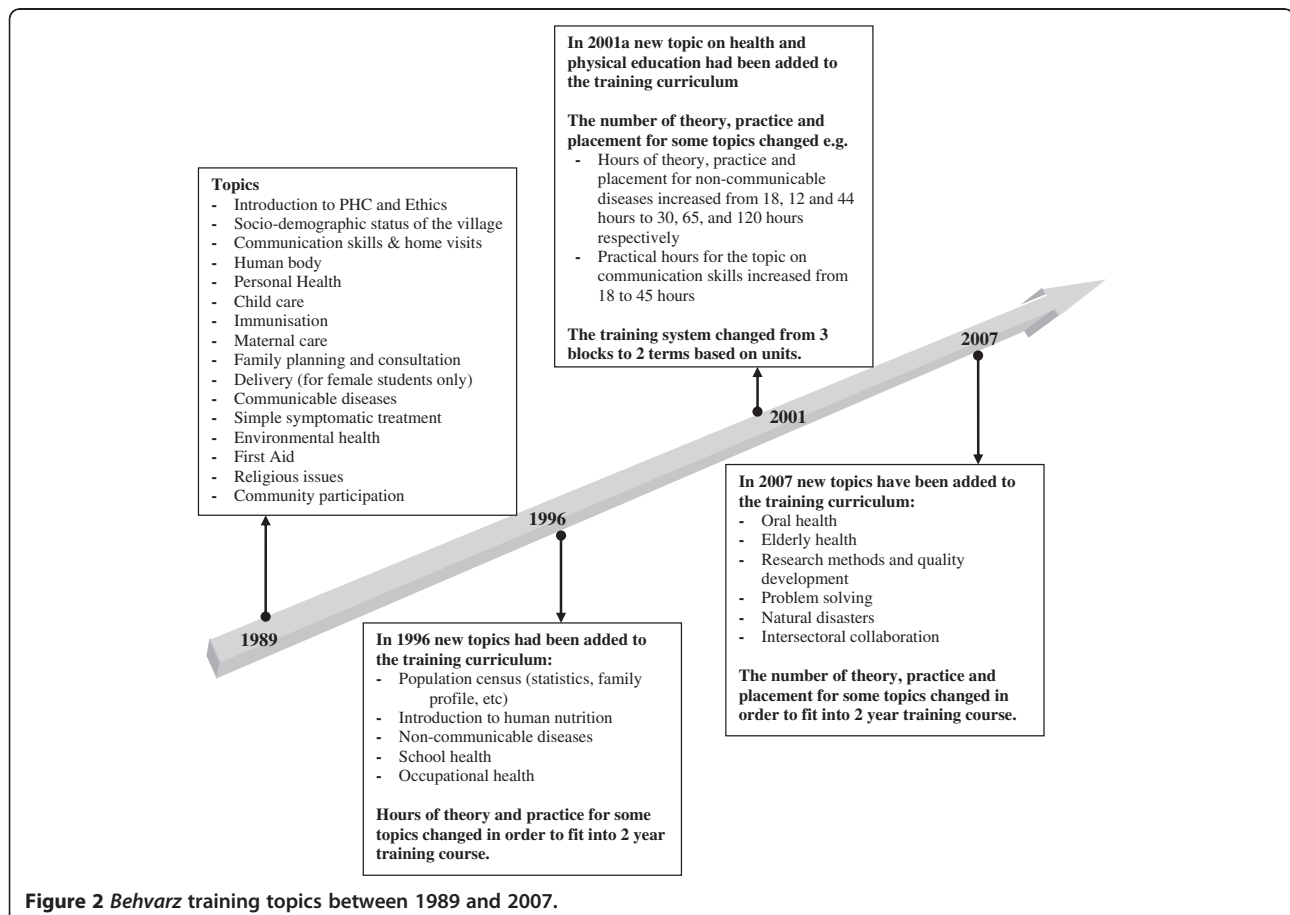 Topics
- Introduction to PHC and Ethics
- Socio-demographic status of the village
- Communication skills & home visits
- Human body
- Personal Health
- Child care
- Immunisation
- Maternal care
- Family planning and consultation
- Delivery (for female students only)
- Communicable diseases
- Simple symptomatic treatment
- Environmental health
- First Aid
- Religious issues
- Community participation
1989
In 1996 new topics had been added to
the training curriculum:
- Population census (statistics, family
profile, etc)
- Introduction to human nutrition
- Non-communicable diseases
- School health
- Occupational health
Hours of theory and practice for some
topics changed in order to fit into 2 year
training course.
1996
In 2001a new topic on health and
physical education had been added to
the training curriculum
The number of theory, practice and
placement for some topics changed e.g.
- Hours of theory, practice and
placement for non-communicable
diseases increased from 18, 12 and 44
hours to 30, 65, and 120 hours
respectively
- Practical hours for the topic on
communication skills increased from
18 to 45 hours
The training system changed from 3
blocks to 2 terms based on units.
2001
2007
In 2007 new topics have been added to
the training curriculum:
- Oral health
- Elderly health
- Research methods and quality
development
- Problem solving
- Natural disasters
- Intersectoral collaboration
The number of theory, practice and
placement for some topics changed in
order to fit into 2 year training course.
Figure 2 Behvarz training topics between 1989 and 2007.